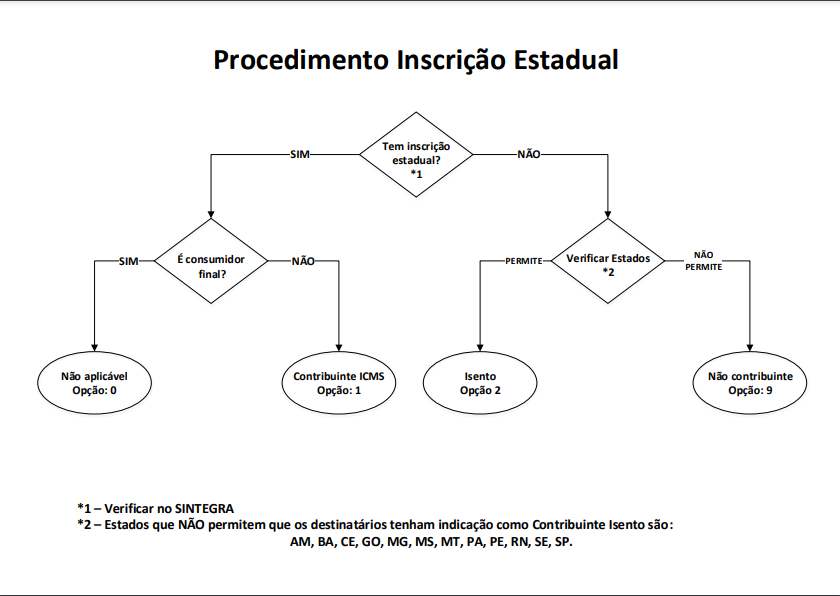 Procedimento Inscrição Estadual
Tem inscrição
estadual?
*1
SIM
NÃO
É consumidor
final?
SIM
NÃO
Verificar Estados
*2
PERMITE
NÃO
PERMITE
Não aplicável
Opção: 0
Contribuinte ICMS
Opção: 1
Isento
Opção 2
Não contribuinte
Opção: 9
*1 – Verificar no SINTEGRA
*2 – Estados que NÃO permitem que os destinatários tenham indicação como Contribuinte Isento são:
AM, BA, CE, GO, MG, MS, MT, PA, PE, RN, SE, SP.